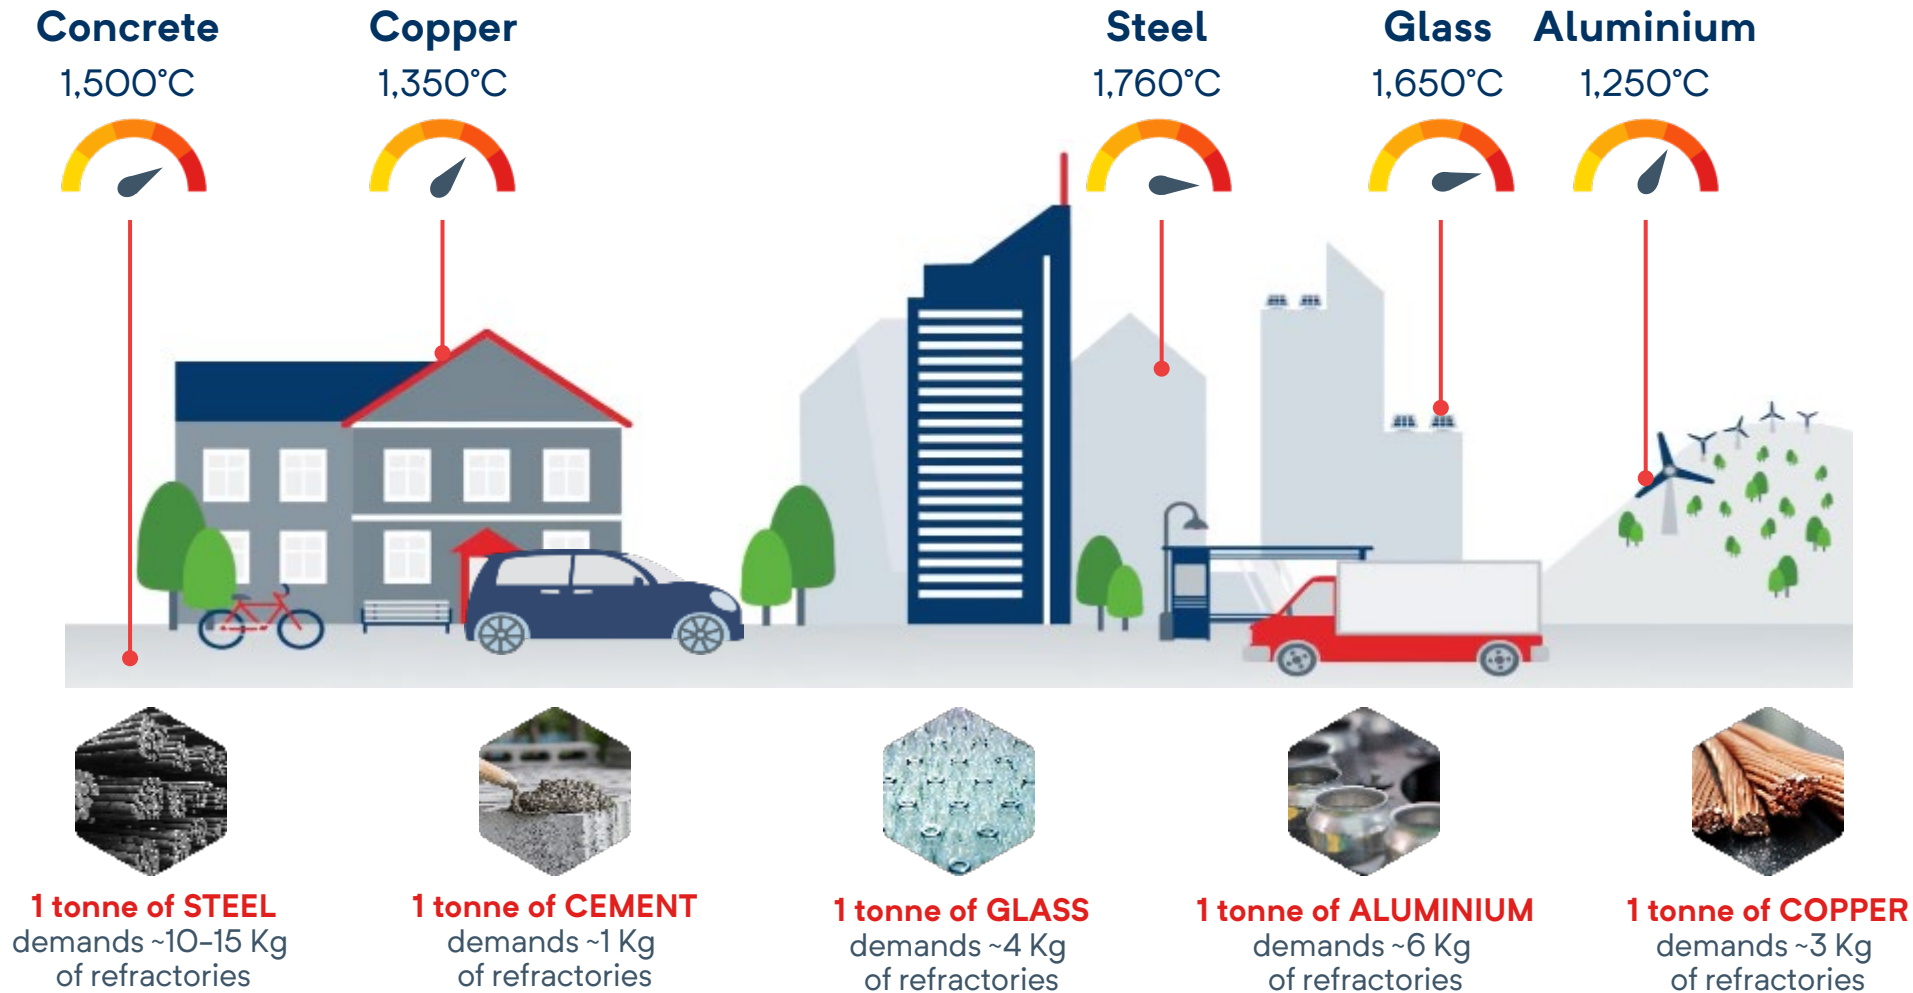 Concrete
1,500°C
Copper
1,350°C
Steel
1,760°C
Glass
1,650°C
Aluminium
1,250°C
1 tonne of STEEL
demands ~10–15 Kg
of refractories
1 tonne of CEMENT
demands ~1 Kg
of refractories
1 tonne of GLASS
demands ~4 Kg
of refractories
1 tonne of ALUMINIUM
demands ~6 Kg
of refractories
1 tonne of COPPER
demands ~3 Kg
of refractories